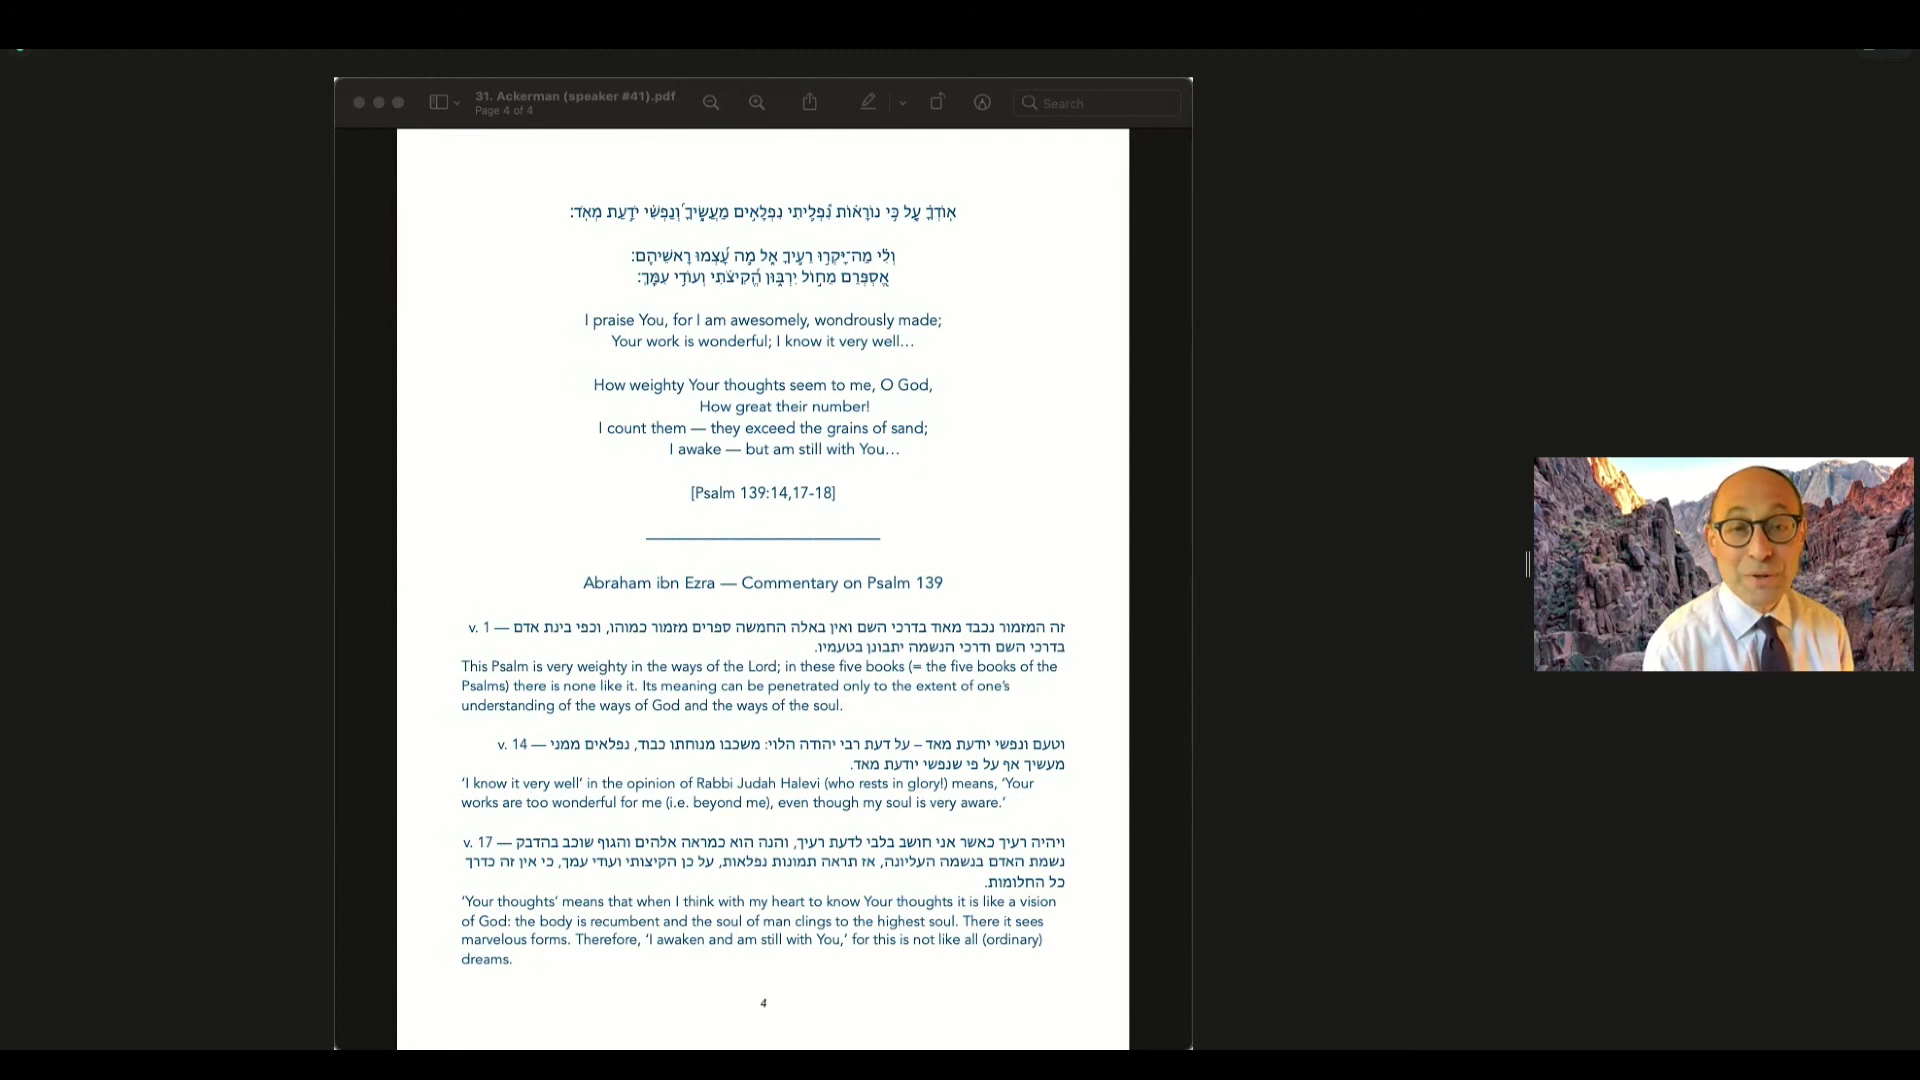 31. Ackerman (speaker #41).pdf
Page 4 of 4
Search
אוֹדְךָ֗ עַ֤ל כִּ֥י נוֹרָא֗וֹת נִ֫פְלֵ֥יתִי נִפְלָאִ֥ים מַעֲשֶׂ֑יךָ וְ֝נַפְשִׁ֗י יֹדַ֥עַת מְאֹֽד׃
וְלִ֗י מַה־יָּקְר֣וּ רֵעֶ֣יךָ אֵ֑ל מֶ֥ה עָ֝צְמ֗וּ רָאשֵׁיהֶֽם׃
אֶ֭סְפְּרֵם מֵח֣וֹל יִרְבּ֑וּן הֱ֝קִיצֹ֗תִי וְעוֹדִ֥י עִמָּֽךְ׃
I praise You, for I am awesomely, wondrously made;
Your work is wonderful; I know it very well…
How weighty Your thoughts seem to me, O God,
How great their number!
I count them — they exceed the grains of sand;
I awake — but am still with You…
[Psalm 139:14,17-18]
Abraham ibn Ezra — Commentary on Psalm 139
v. 1 — זה המזמור נכבד מאוד בדרכי השם ואין באלה החמשה ספרים מזמור כמוהו, וכפי בינת אדם
בדרכי השם ודרכי הנשמה יתבונן בטעמיו.
This Psalm is very weighty in the ways of the Lord; in these five books (= the five books of the
Psalms) there is none like it. Its meaning can be penetrated only to the extent of one’s
understanding of the ways of God and the ways of the soul.
v. 14 — וטעם ונפשי יודעת מאד – על דעת רבי יהודה הלוי: משכבו מנוחתו כבוד, נפלאים ממני
מעשיך אף על פי שנפשי יודעת מאד.
‘I know it very well’ in the opinion of Rabbi Judah Halevi (who rests in glory!) means, ‘Your
works are too wonderful for me (i.e. beyond me), even though my soul is very aware.’
v. 17 — ויהיה רעיך כאשר אני חושב בלבי לדעת רעיך, והנה הוא כמראה אלהים והגוף שוכב בהדבק
נשמת האדם בנשמה העליונה, אז תראה תמונות נפלאות, על כן הקיצותי ועודי עמך, כי אין זה כדרך
כל החלומות.
‘Your thoughts’ means that when I think with my heart to know Your thoughts it is like a vision
of God: the body is recumbent and the soul of man clings to the highest soul. There it sees
marvelous forms. Therefore, ‘I awaken and am still with You,’ for this is not like all (ordinary)
dreams.
4